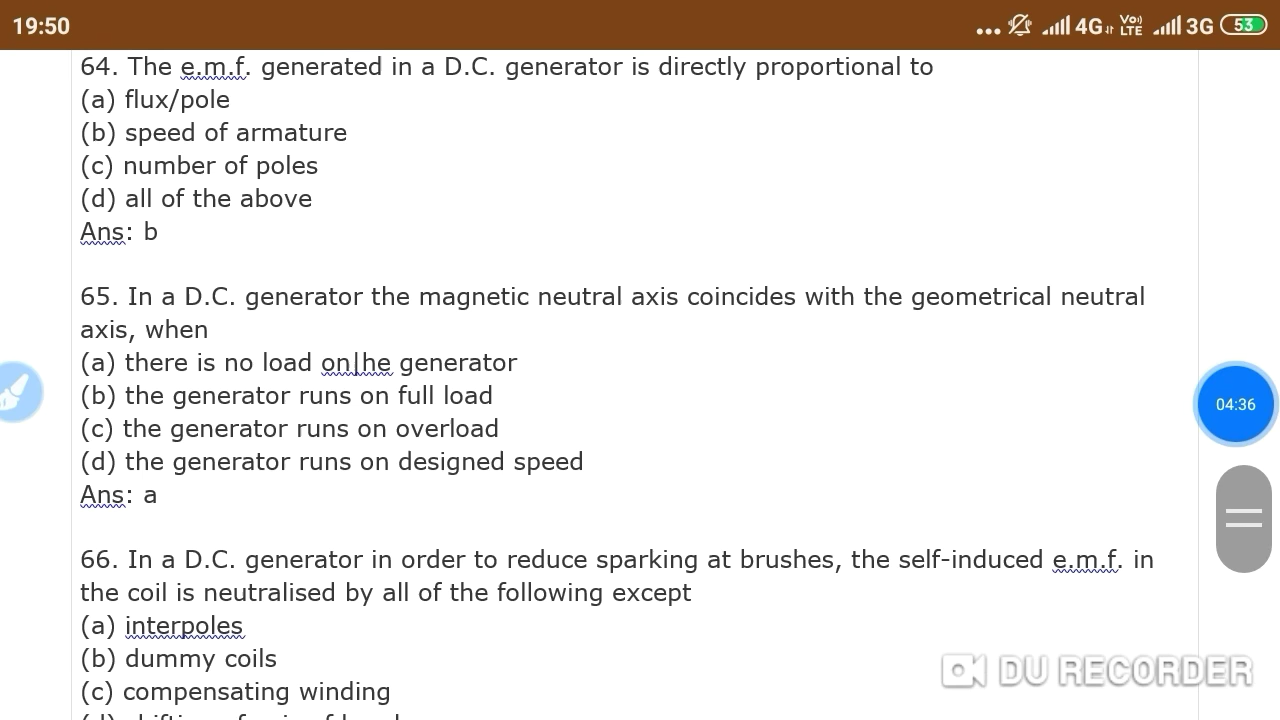 19:50
4G VoLTE 3G 53
64. The e.m.f. generated in a D.C. generator is directly proportional to
(a) flux/pole
(b) speed of armature
(c) number of poles
(d) all of the above
Ans: b
65. In a D.C. generator the magnetic neutral axis coincides with the geometrical neutral
axis, when
(a) there is no load on|he generator
(b) the generator runs on full load
(c) the generator runs on overload
(d) the generator runs on designed speed
Ans: a
04:36
66. In a D.C. generator in order to reduce sparking at brushes, the self-induced e.m.f. in
the coil is neutralised by all of the following except
(a) interpoles
(b) dummy coils
(c) compensating winding
DU RECORDER